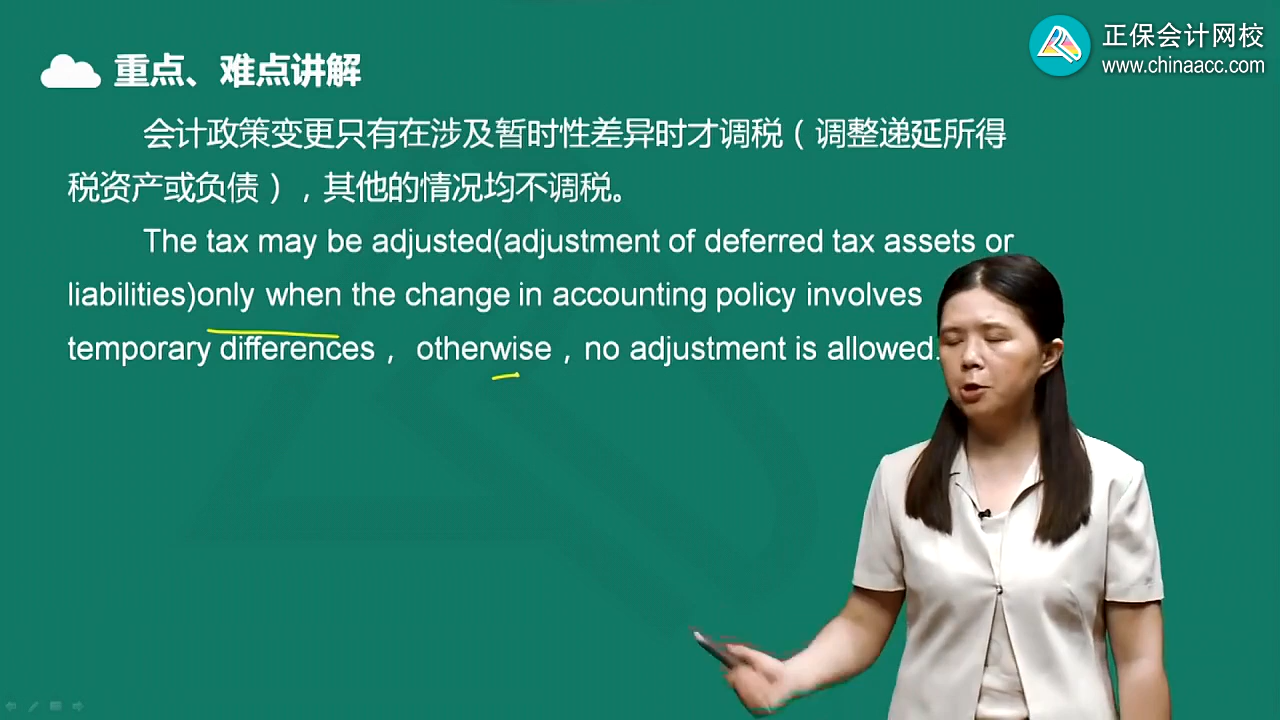 正保会计网校
www.chinaacc.com
重点、难点讲解
会计政策变更只有在涉及暂时性差异时才调税（调整递延所得
税资产或负债），其他的情况均不调税。
The tax may be adjusted(adjustment of deferred tax assets or
liabilities)only when the change in accounting policy involves
temporary differences， otherwise，no adjustment is allowed.